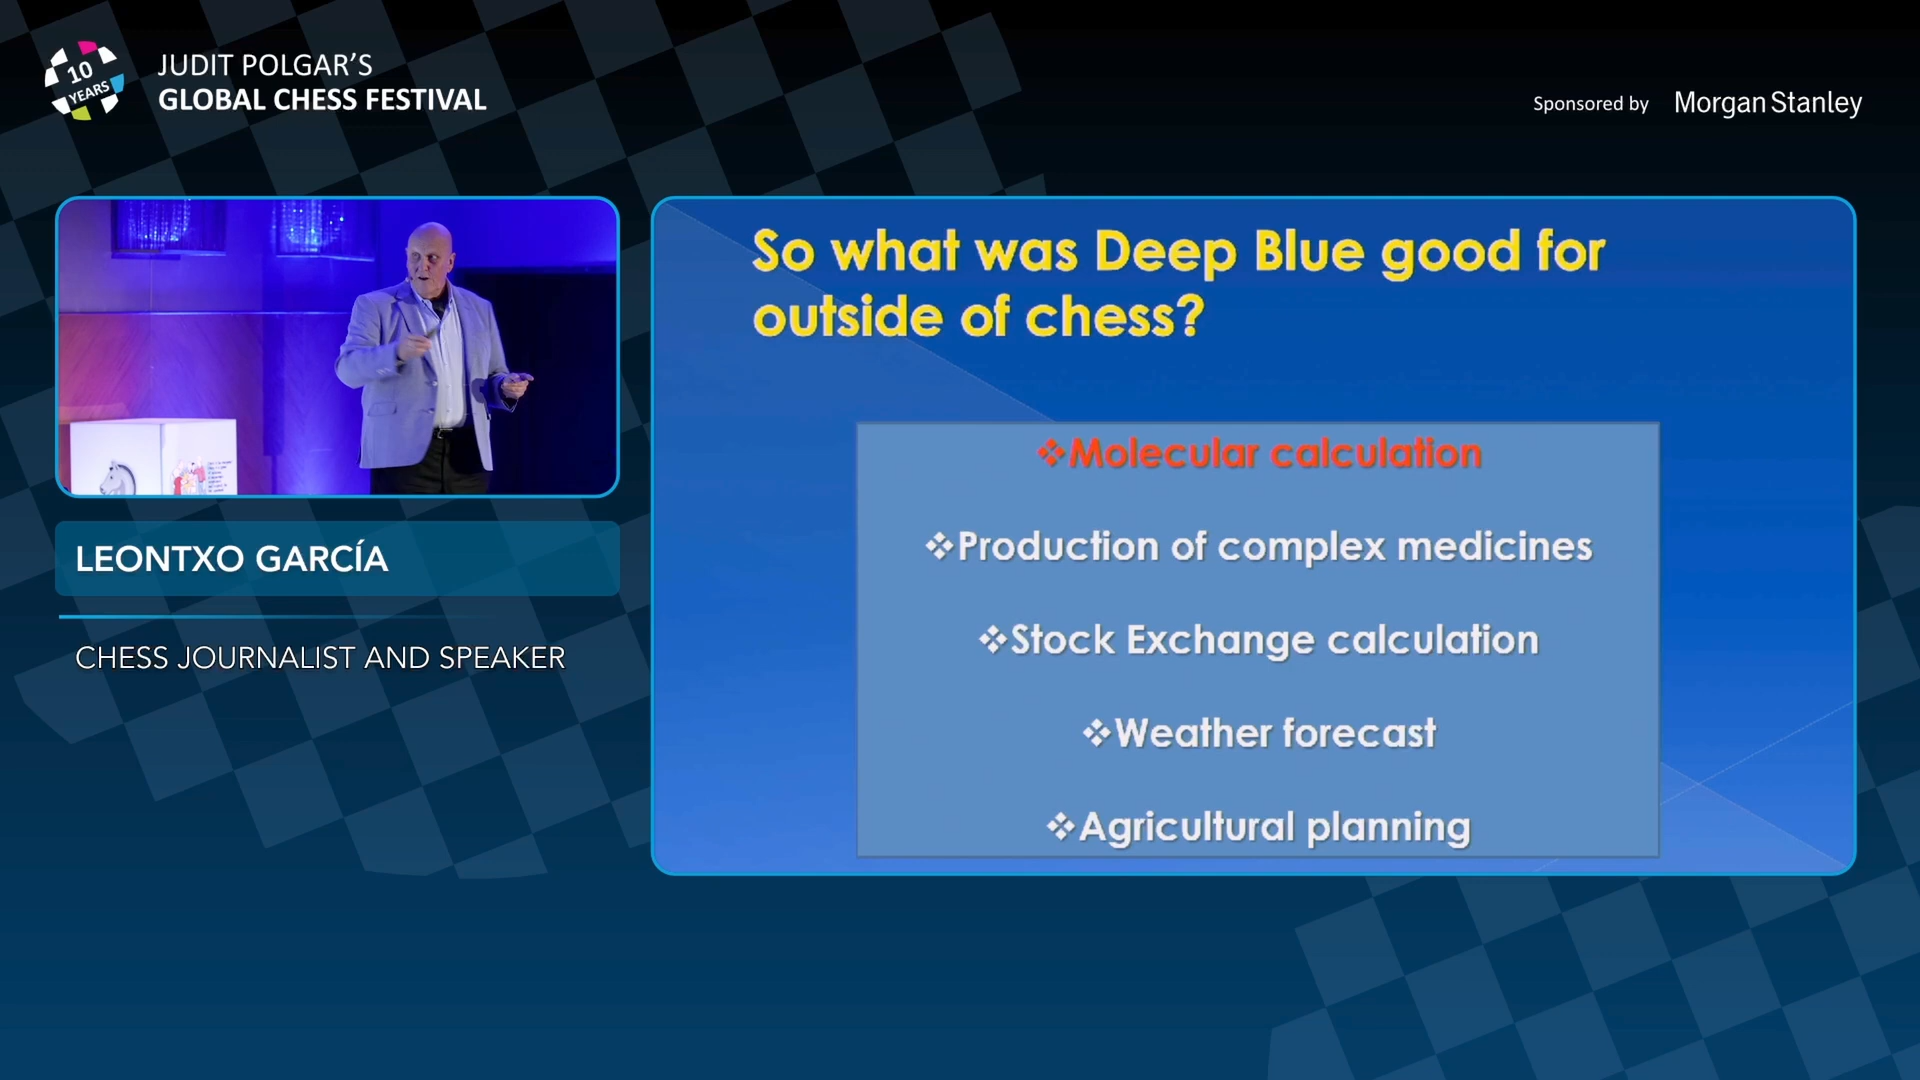 10
YEARS
JUDIT POLGAR'S
GLOBAL CHESS FESTIVAL
Sponsored by Morgan Stanley
LEONTXO GARCÍA
CHESS JOURNALIST AND SPEAKER
So what was Deep Blue good for
outside of chess?
❖Molecular calculation
❖Production of complex medicines
❖Stock Exchange calculation
❖Weather forecast
❖Agricultural planning